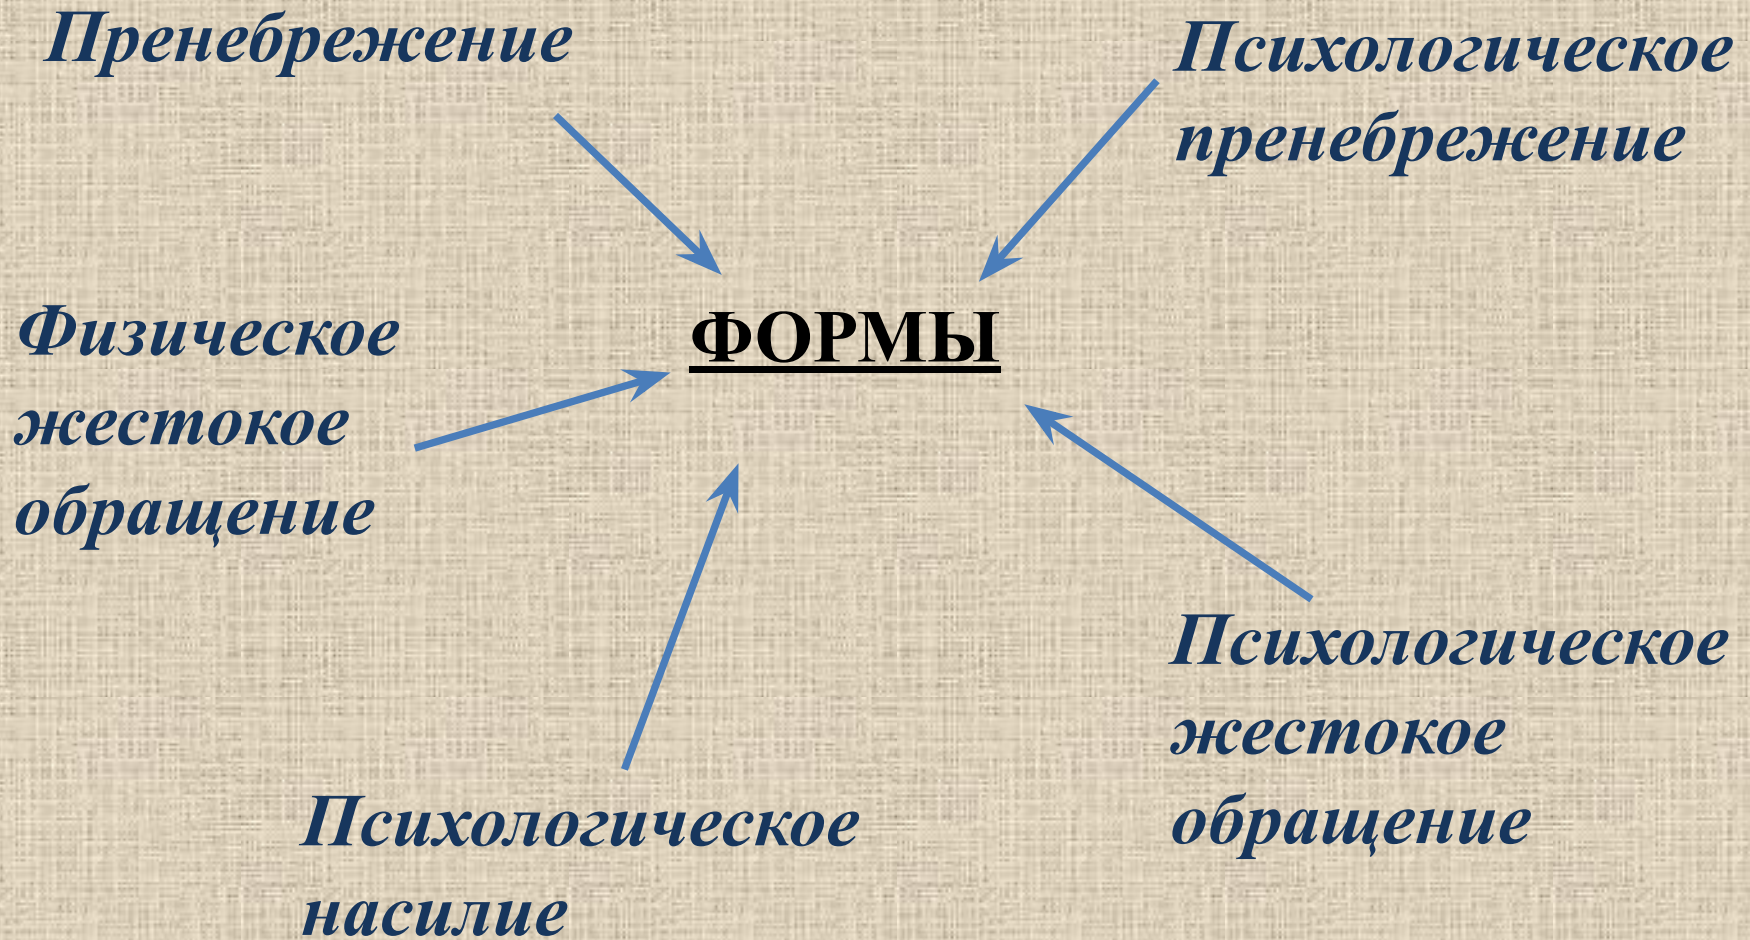 Пренебрежение
Психологическое
пренебрежение
ФОРМЫ
Физическое
жестокое
обращение
Психологическое
жестокое
обращение
Психологическое
насилие